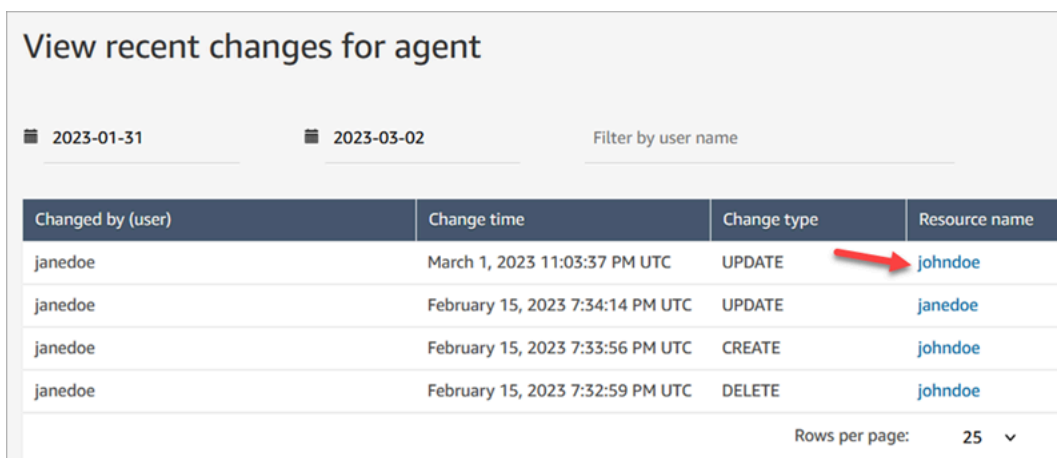 View recent changes for agent
2023-01-31 2023-03-02 Filter by user name
Changed by (user) Change time Change type Resource name
janedoe March 1, 2023 11:03:37 PM UTC UPDATE johndoe
janedoe February 15, 2023 7:34:14 PM UTC UPDATE janedoe
janedoe February 15, 2023 7:33:56 PM UTC CREATE johndoe
janedoe February 15, 2023 7:32:59 PM UTC DELETE johndoe
Rows per page: 25